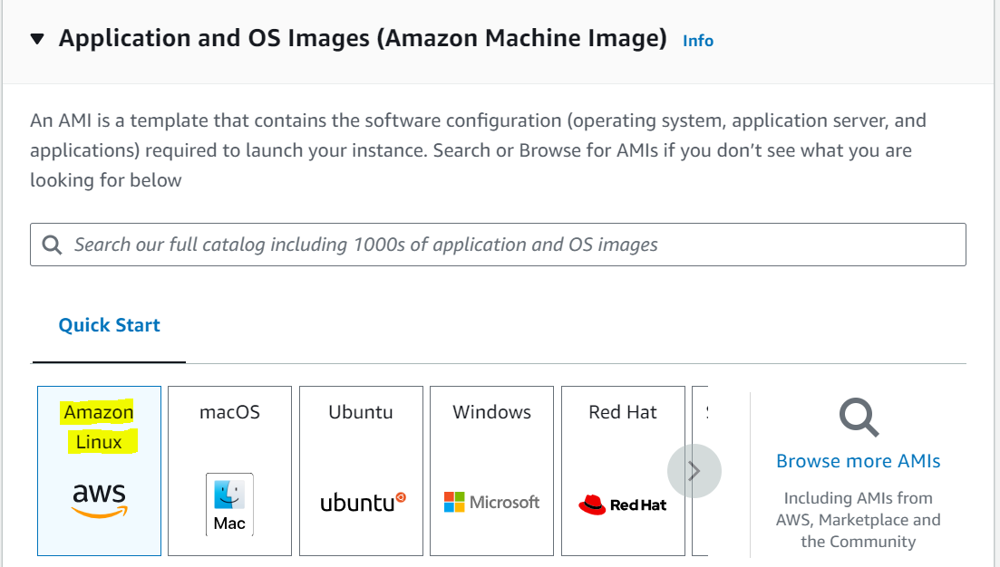 Application and OS Images (Amazon Machine Image) Info
An AMI is a template that contains the software configuration (operating system, application server, and
applications) required to launch your instance. Search or Browse for AMIs if you don’t see what you are
looking for below
Search our full catalog including 1000s of application and OS images
Quick Start
Amazon
Linux
aws
macOS
Mac
Ubuntu
ubuntu
Windows
Microsoft
Red Hat
Red Hat
Browse more AMIs
Including AMIs from
AWS, Marketplace and
the Community